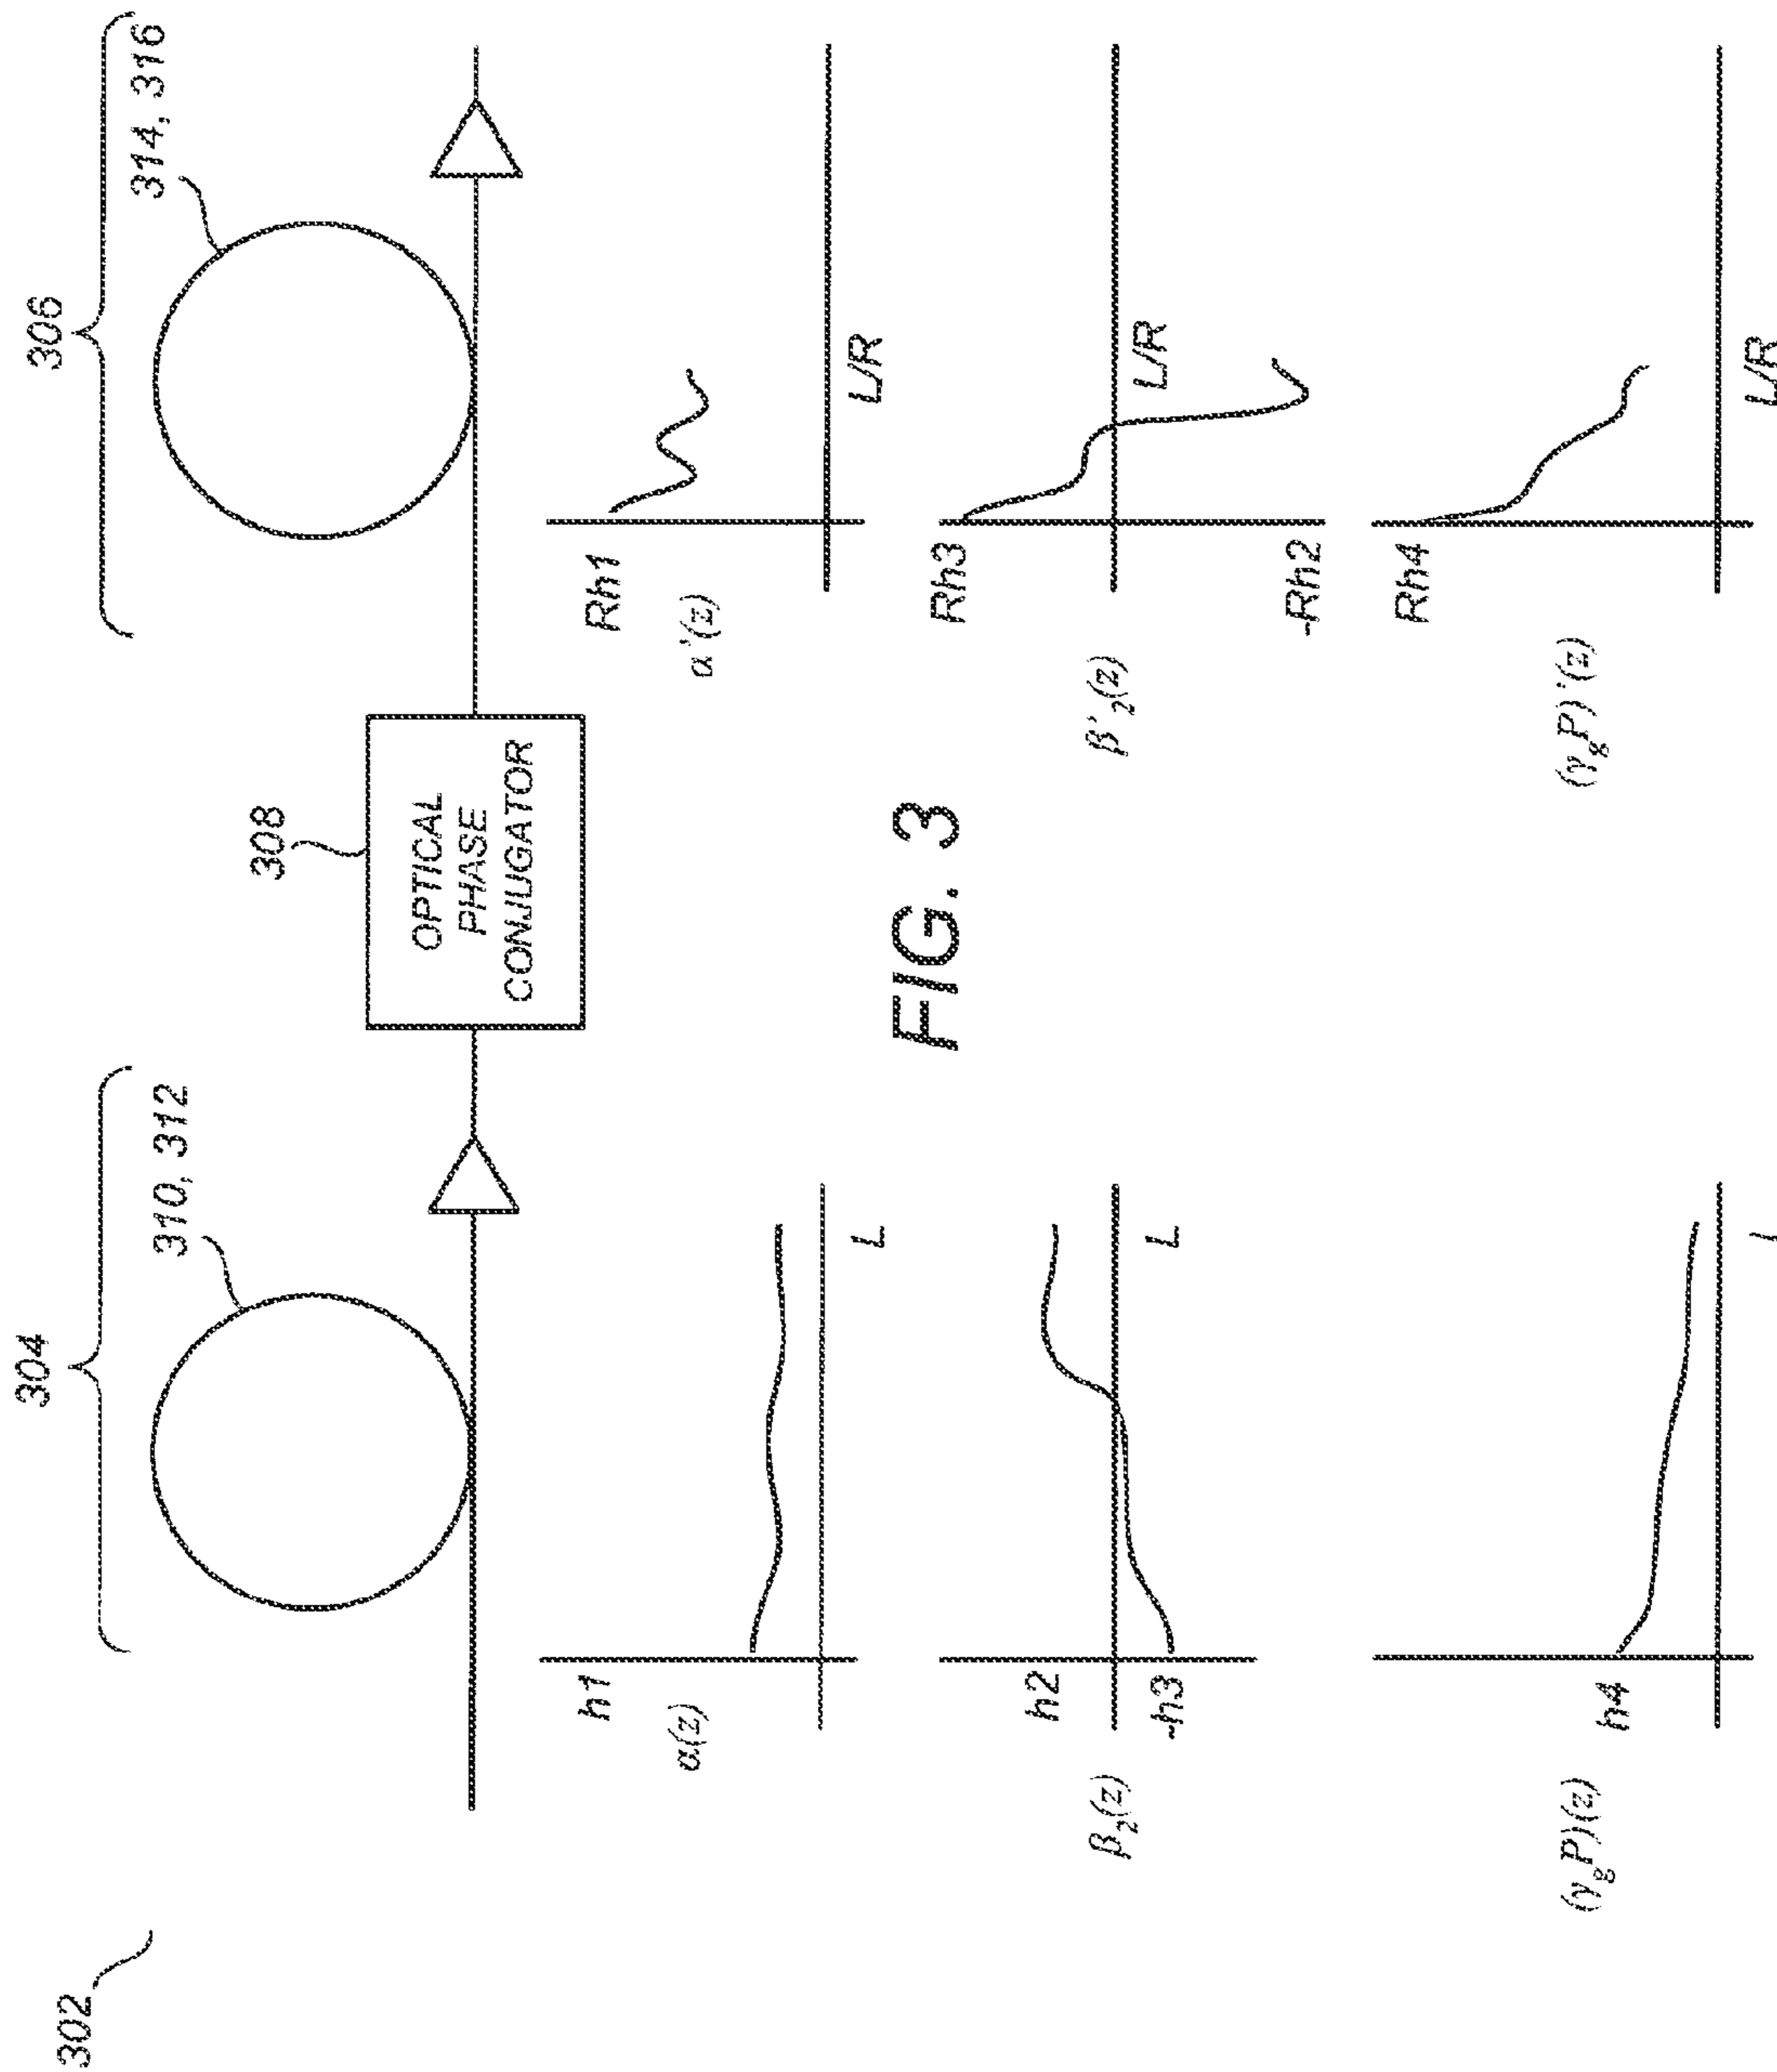 302
304
310, 312
308
OPTICAL
PHASE
CONJUGATOR
306
314, 316
h1
α(z)
L
Rh1
α'(z)
L/R
h2
-h3
β₂(z)
L
Rh3
-Rh2
β'₂(z)
L/R
h4
(γgP)(z)
L
Rh4
(γgP)'(z)
L/R
FIG. 3